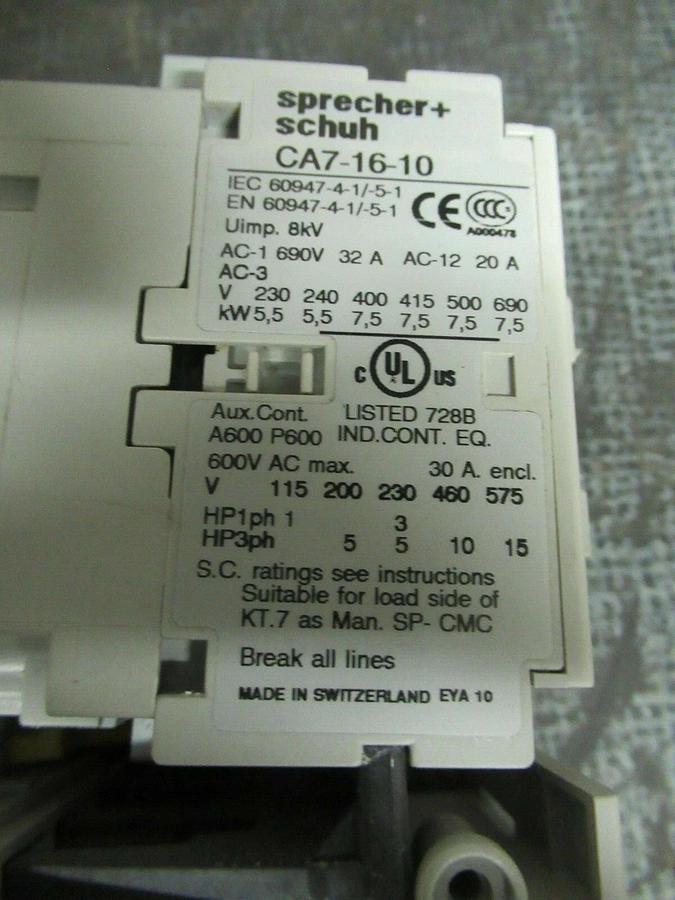 sprecher+
schuh
CA7-16-10
IEC 60947-4-1/-5-1
EN 60947-4-1/-5-1
CE CCC
A000478
Uimp. 8kV
AC-1 690V 32 A AC-12 20 A
AC-3
V 230 240 400 415 500 690
kW 5,5 5,5 7,5 7,5 7,5 7,5
c UL us
Aux.Cont. LISTED 728B
A600 P600 IND.CONT. EQ.
600V AC max. 30 A. encl.
V 115 200 230 460 575
HP1ph 1 3
HP3ph 5 5 10 15
S.C. ratings see instructions
Suitable for load side of
KT.7 as Man. SP- CMC
Break all lines
MADE IN SWITZERLAND EYA 10